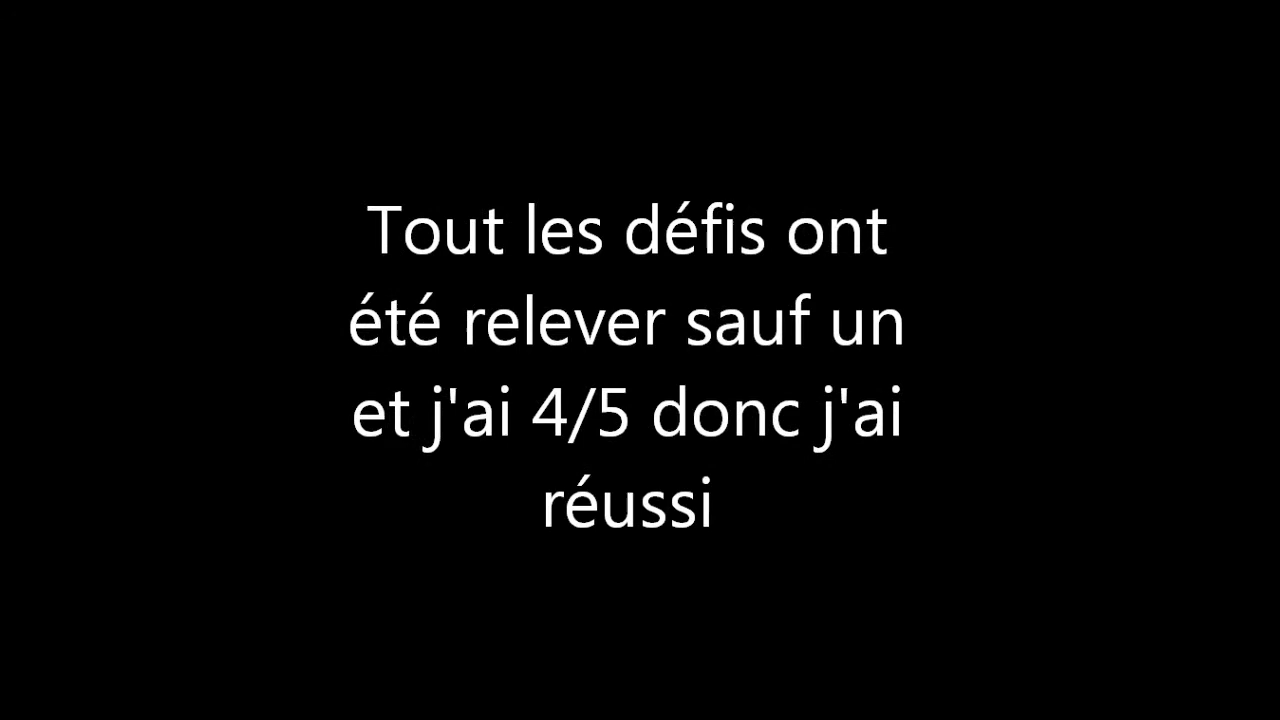 Tout les défis ont
été relever sauf un
et j'ai 4/5 donc j'ai
réussi